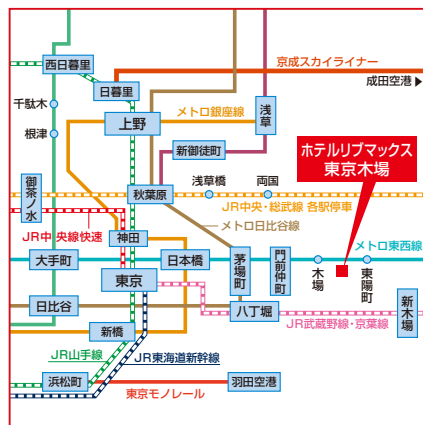 京成スカイライナー
西日暮里
成田空港▶
日暮里
千駄木
メトロ銀座線
浅草
上野
根津
新御徒町
ホテルリブマックス
東京木場
御茶ノ水
秋葉原
浅草橋
両国
JR中央・総武線 各駅停車
メトロ日比谷線
JR中央線快速
神田
メトロ東西線
大手町
日本橋
茅場町
門前仲町
木場
東陽町
東京
日比谷
八丁堀
新木場
新橋
JR武蔵野線・京葉線
JR山手線
JR東海道新幹線
浜松町
羽田空港
東京モノレール